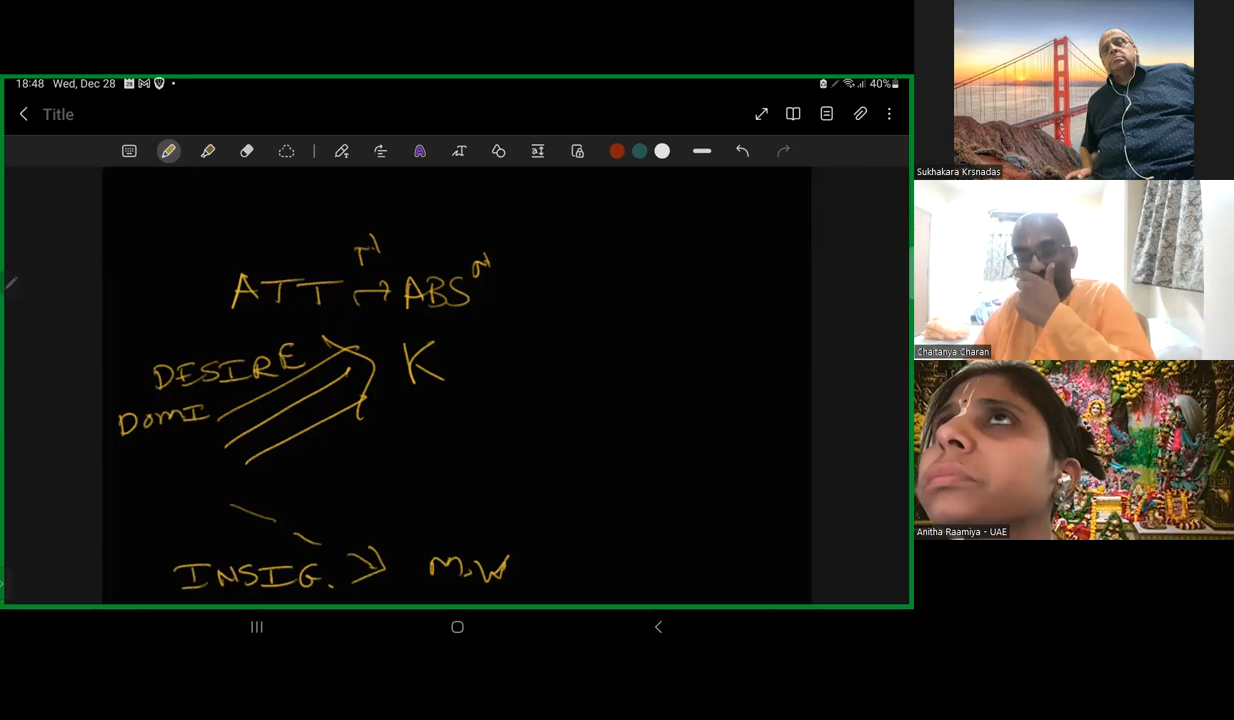 18:48 Wed, Dec 28
40%
Title
ATT → ABS
DESIRE
K
DOMI
INSIG.
M.W
Sukhakara Krsnadas
Chaitanya Charan
Anitha Raamiya - UAE